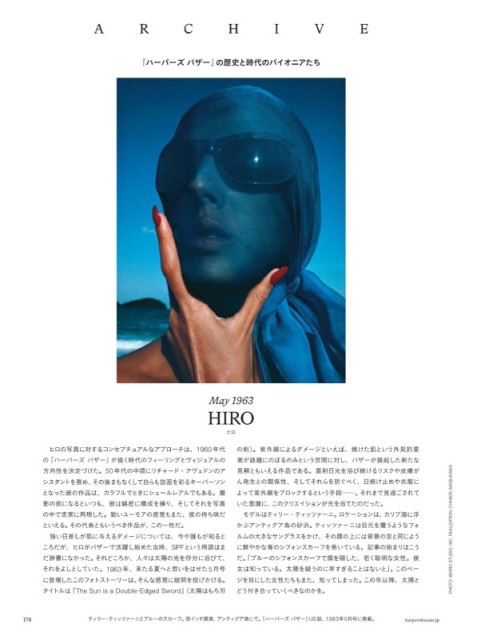 ARCHIVE
『ハーパーズ バザー』の歴史と時代のパイオニアたち
May 1963
HIRO
ヒロ
ヒロの写真に対するコンセプチュアルなアプローチは、1960年代
の『ハーパーズ バザー』が描く時代のフィーリングとヴィジュアルの
方向性を決定づけた。50年代の中頃にリチャード・アヴェドンのア
シスタントを務め、その後まもなくして自らも誌面を彩るキーパーソン
となった彼の作品は、カラフルでときにシュールレアルでもある。撮
影の前になるといつも、彼は綿密に構成を練り、そしてそれを写真
の中で忠実に再現した。鋭いユーモアの感覚もまた、彼の持ち味だ
といえる。その代表ともいうべき作品が、この一枚だ。
強い日差しが肌に与えるダメージについては、今や誰もが知ると
ころだが、ヒロがバザーで活躍し始めた当時、SPFという用語はま
だ辞書になかった。それどころか、人々は太陽の光を存分に浴びて、
それをよしとしていた。1963年、来たる夏へと思いをはせた5月号
に登場したこのフォトストーリーは、そんな感覚に疑問を投げかける。
タイトルは「The Sun is a Double-Edged Sword」（太陽はもろ刃
の剣）。紫外線によるダメージといえば、焼けた肌という外見的要
素が話題にのぼるのみという世間に対し、バザーが提起した新たな
見解ともいえる作品である。直射日光を浴び続けるリスクや皮膚が
ん発生との関係性、そしてそれらを防ぐべく、日焼け止めや衣服に
よって紫外線をブロックするという手段……。それまで見過ごされて
いた意識に、このクリエイションが光を当てたのだった。
モデルはティリー・ティッツァーニ。ロケーションは、カリブ海に浮
かぶアンティグア島の砂浜。ティッツァーニは目元を覆うようなフォ
ルムの大きなサングラスをかけ、その顔の上には背景の空と同じよう
に鮮やかな青のシフォンスカーフを巻いている。記事の始まりはこう
だ。「ブルーのシフォンスカーフで顔を隠した、若く聡明な女性。彼
女は知っている。太陽を疑うのに早すぎることはないと」。このペー
ジを目にした女性たちもまた、知ってしまった。この年以降、太陽と
どう付き合っていくべきなのかを。
178
ティリー・ティッツァーニとブルーのスカーフ。西インド諸島、アンティグア島にて。『ハーパーズ バザー』US版、1963年5月号に掲載。
harpersbazaar.jp